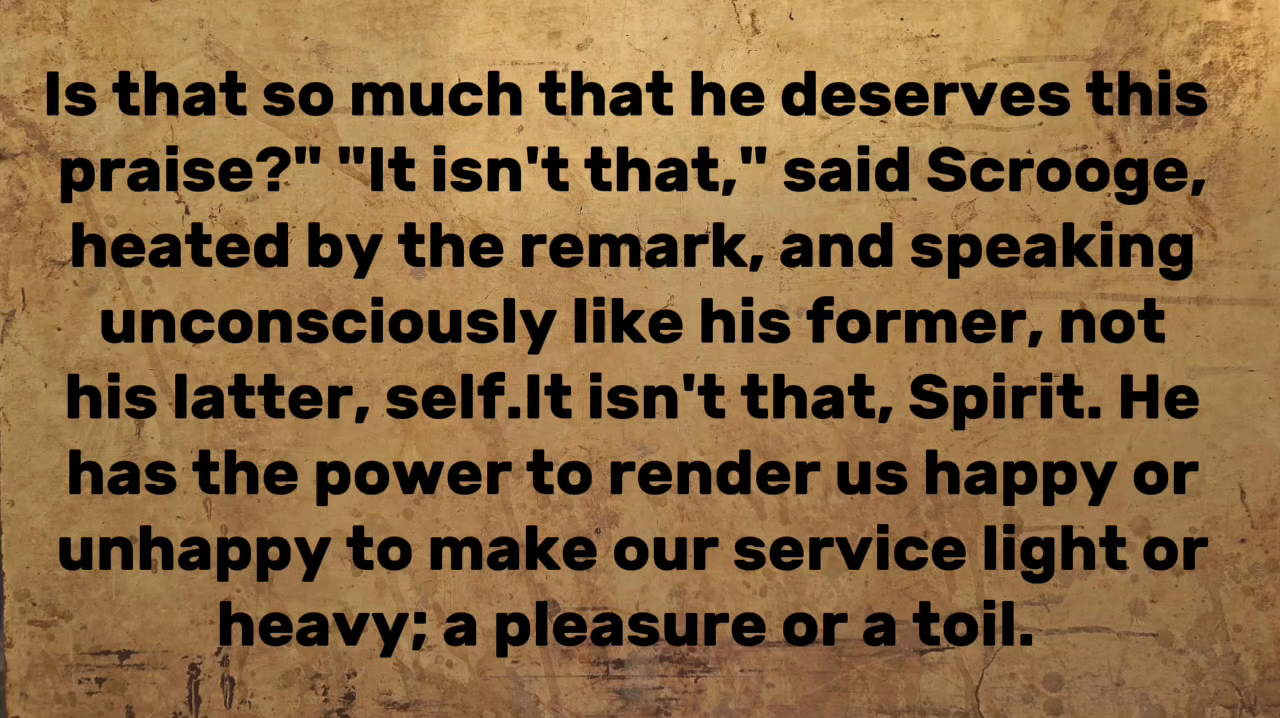 Is that so much that he deserves this
praise?" "It isn't that," said Scrooge,
heated by the remark, and speaking
unconsciously like his former, not
his latter, self.It isn't that, Spirit. He
has the power to render us happy or
unhappy to make our service light or
heavy; a pleasure or a toil.